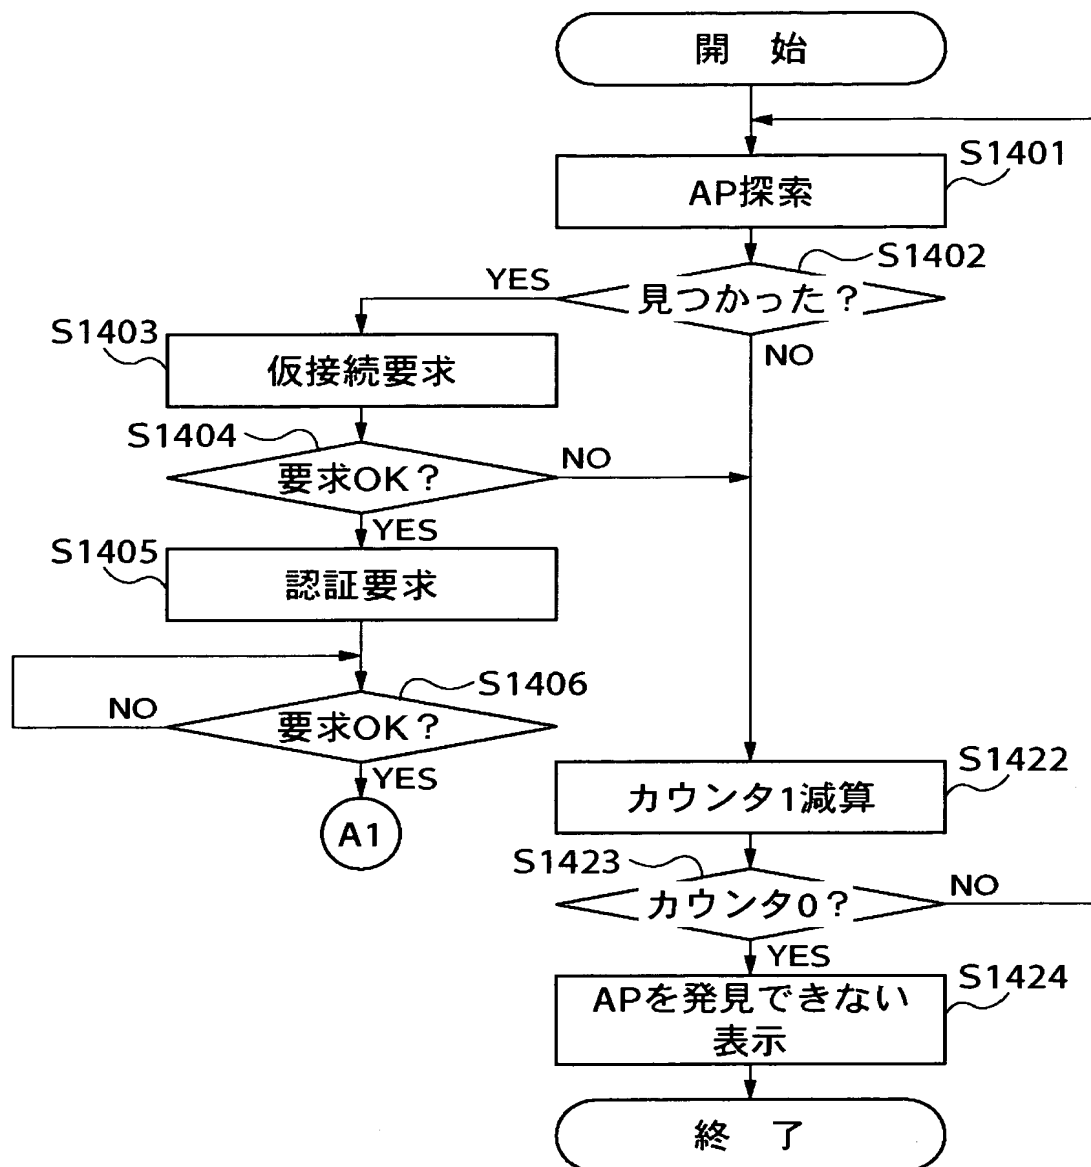 開 始
S1401
AP探索
S1402
見つかった?
YES
NO
S1403
仮接続要求
S1404
要求OK?
NO
YES
S1405
認証要求
S1406
要求OK?
NO
YES
A1
S1422
カウンタ1減算
S1423
カウンタ0?
NO
YES
S1424
APを発見できない
表示
終 了